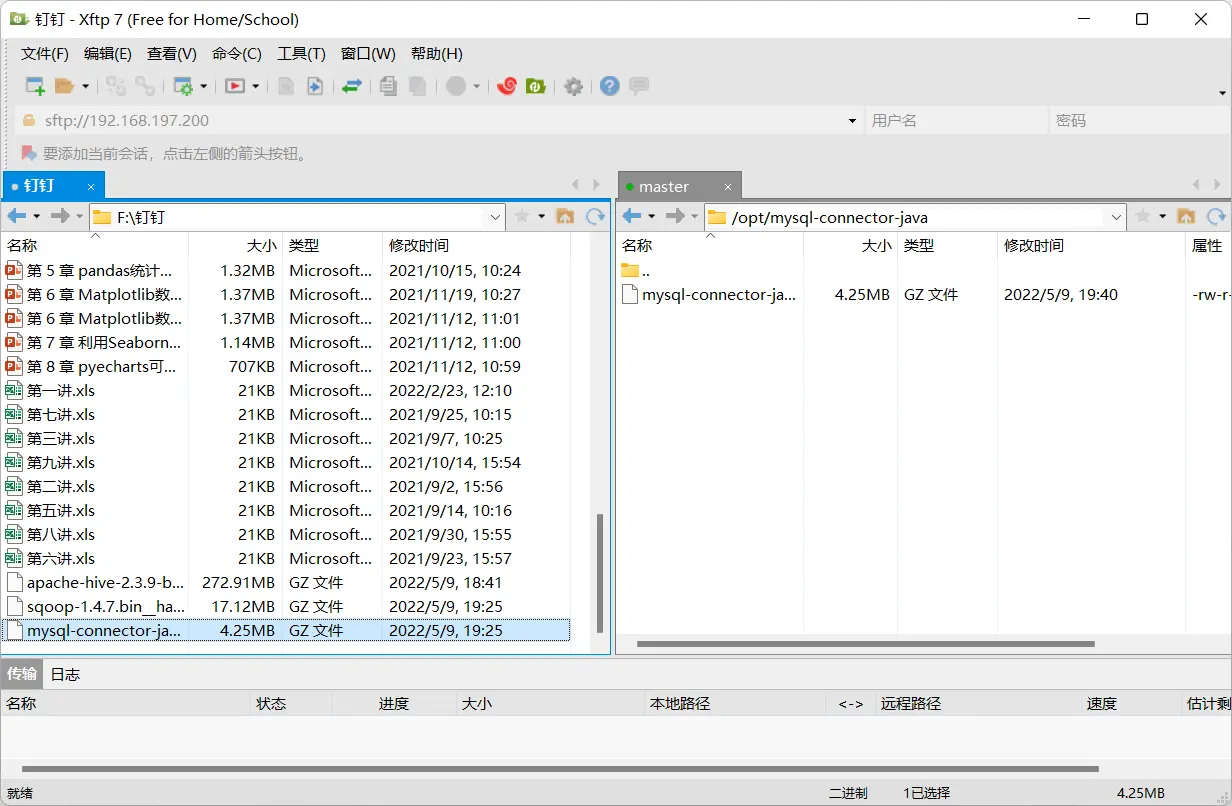 钉钉 - Xftp 7 (Free for Home/School)
文件(F) 编辑(E) 查看(V) 命令(C) 工具(T) 窗口(W) 帮助(H)
sftp://192.168.197.200 用户名 密码
要添加当前会话，点击左侧的箭头按钮。
钉钉 × master ×
F:\钉钉 /opt/mysql-connector-java
名称 大小 类型 修改时间 名称 大小 类型 修改时间 属性
第 5 章 pandas统计... 1.32MB Microsoft... 2021/10/15, 10:24 ..
第 6 章 Matplotlib数... 1.37MB Microsoft... 2021/11/19, 10:27 mysql-connector-ja... 4.25MB GZ 文件 2022/5/9, 19:40 -rw-r-
第 6 章 Matplotlib数... 1.37MB Microsoft... 2021/11/12, 11:01
第 7 章 利用Seaborn... 1.14MB Microsoft... 2021/11/12, 11:00
第 8 章 pyecharts可... 707KB Microsoft... 2021/11/12, 10:59
第一讲.xls 21KB Microsoft... 2022/2/23, 12:10
第七讲.xls 21KB Microsoft... 2021/9/25, 10:15
第三讲.xls 21KB Microsoft... 2021/9/7, 10:25
第九讲.xls 21KB Microsoft... 2021/10/14, 15:54
第二讲.xls 21KB Microsoft... 2021/9/2, 15:56
第五讲.xls 21KB Microsoft... 2021/9/14, 10:16
第八讲.xls 21KB Microsoft... 2021/9/30, 15:55
第六讲.xls 21KB Microsoft... 2021/9/23, 15:57
apache-hive-2.3.9-b... 272.91MB GZ 文件 2022/5/9, 18:41
sqoop-1.4.7.bin__ha... 17.12MB GZ 文件 2022/5/9, 19:25
mysql-connector-ja... 4.25MB GZ 文件 2022/5/9, 19:25
传输 日志
名称 状态 进度 大小 本地路径 <-> 远程路径 速度 估计剩
就绪 二进制 1已选择 4.25MB